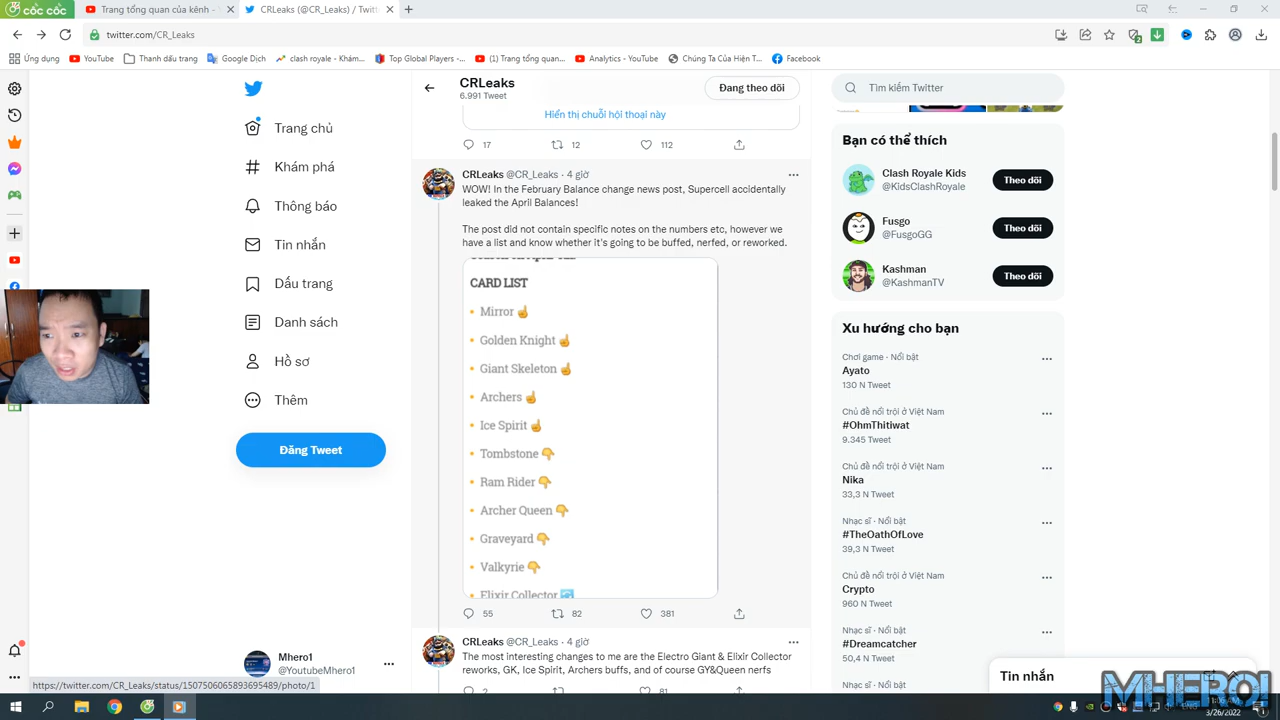 cốc cốc
Trang tổng quan của kênh -
CRLeaks (@CR_Leaks) / Twitt
twitter.com/CR_Leaks
Ứng dụng
YouTube
Thanh dấu trang
Google Dịch
clash royale - Khám...
Top Global Players -...
(1) Trang tổng quan...
Analytics - YouTube
Chúng Ta Của Hiện T...
Facebook
CRLeaks
6.991 Tweet
Đang theo dõi
Tìm kiếm Twitter
Trang chủ
Khám phá
Thông báo
Tin nhắn
Dấu trang
Danh sách
Hồ sơ
Thêm
Đăng Tweet
Mhero1
@YoutubeMhero1
https://twitter.com/CR_Leaks/status/1507506065893695489/photo/1
Hiển thị chuỗi hội thoại này
17
12
112
CRLeaks @CR_Leaks · 4 giờ
WOW! In the February Balance change news post, Supercell accidentally
leaked the April Balances!
The post did not contain specific notes on the numbers etc, however we
have a list and know whether it's going to be buffed, nerfed, or reworked.
CARD LIST
Mirror
Golden Knight
Giant Skeleton
Archers
Ice Spirit
Tombstone
Ram Rider
Archer Queen
Graveyard
Valkyrie
Elixir Collector
55
82
381
CRLeaks @CR_Leaks · 4 giờ
The most interesting changes to me are the Electro Giant & Elixir Collector
reworks, GK, Ice Spirit, Archers buffs, and of course GY&Queen nerfs
2
81
Bạn có thể thích
Clash Royale Kids
@KidsClashRoyale
Theo dõi
Fusgo
@FusgoGG
Theo dõi
Kashman
@KashmanTV
Theo dõi
Xu hướng cho bạn
Chơi game · Nổi bật
Ayato
130 N Tweet
Chủ đề nổi trội ở Việt Nam
#OhmThitiwat
9.345 Tweet
Chủ đề nổi trội ở Việt Nam
Nika
33,3 N Tweet
Nhạc sĩ · Nổi bật
#TheOathOfLove
39,3 N Tweet
Chủ đề nổi trội ở Việt Nam
Crypto
960 N Tweet
Nhạc sĩ · Nổi bật
#Dreamcatcher
50,4 N Tweet
Tin nhắn
MHERO1
3/26/2022